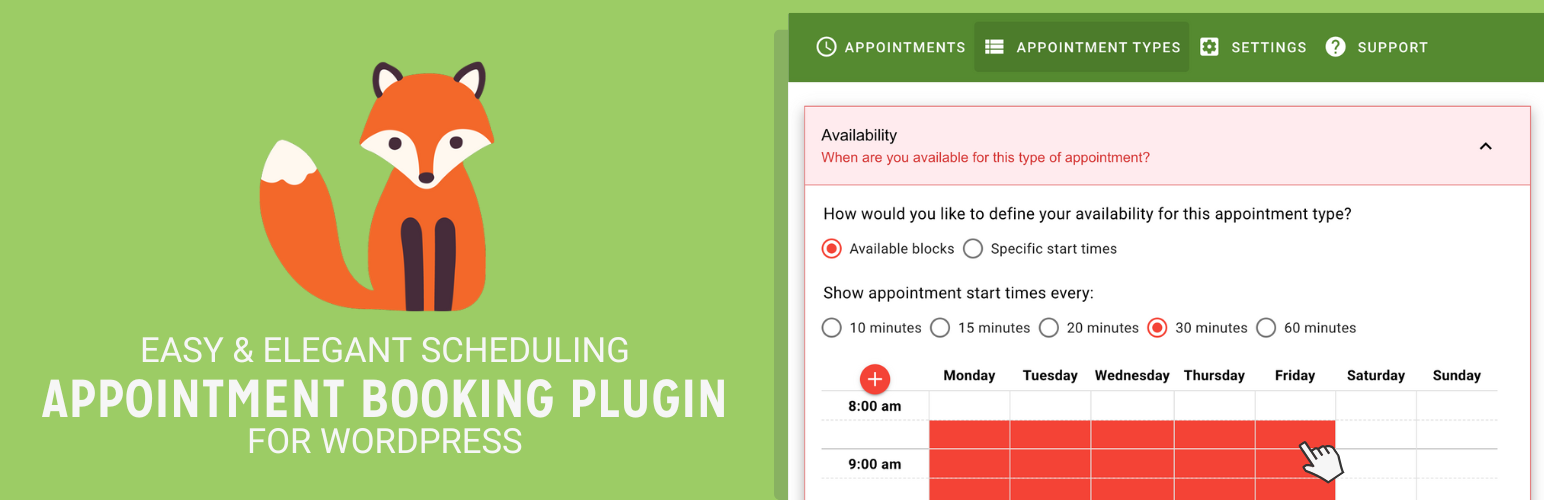 EASY & ELEGANT SCHEDULING
APPOINTMENT BOOKING PLUGIN
FOR WORDPRESS
APPOINTMENTS APPOINTMENT TYPES SETTINGS SUPPORT
Availability
When are you available for this type of appointment?
How would you like to define your availability for this appointment type?
Available blocks Specific start times
Show appointment start times every:
10 minutes 15 minutes 20 minutes 30 minutes 60 minutes
Monday Tuesday Wednesday Thursday Friday Saturday Sunday
8:00 am
9:00 am